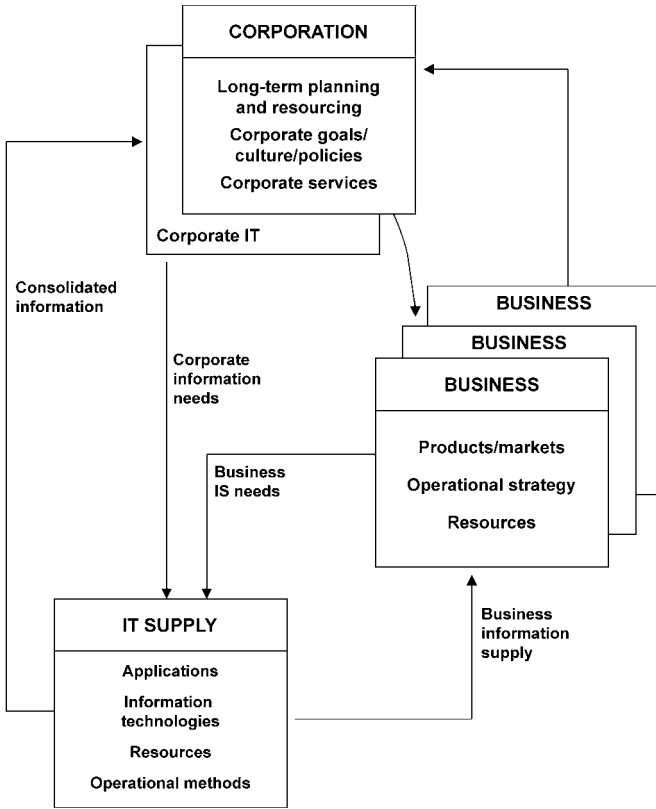 CORPORATION
Long-term planning
and resourcing
Corporate goals/
culture/policies
Corporate services
Corporate IT
Consolidated
information
Corporate
information
needs
BUSINESS
BUSINESS
BUSINESS
Products/markets
Operational strategy
Resources
Business
IS needs
Business
information
supply
IT SUPPLY
Applications
Information
technologies
Resources
Operational methods